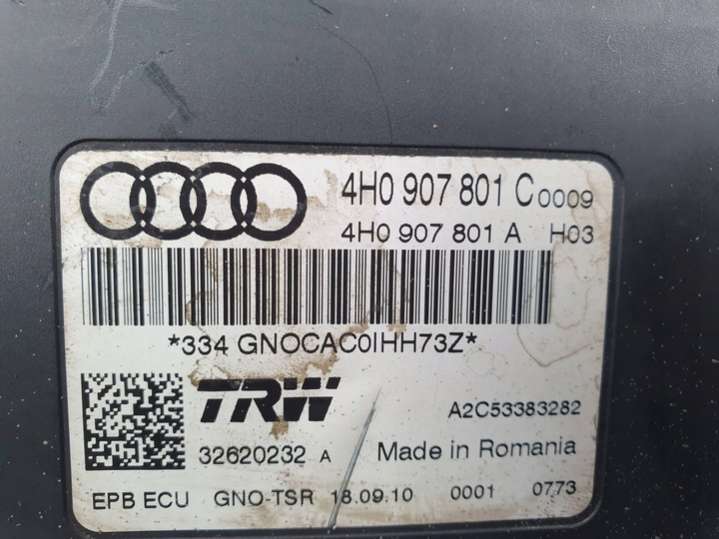 4H0 907 801 C 0009
4H0 907 801 A H03
*334 GNOCAC0IHH73Z*
TRW
A2C53383282
32620232 A Made in Romania
EPB ECU GNO-TSR 18.09.10 0001 0773